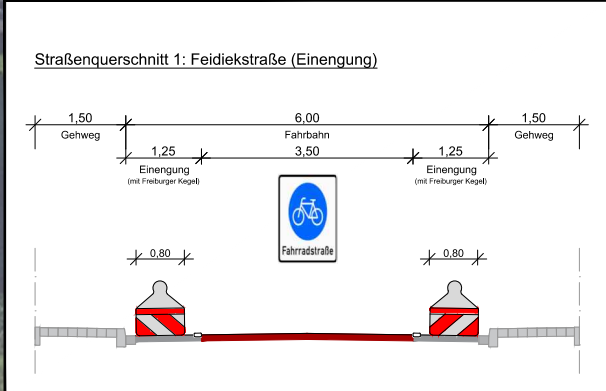 Straßenquerschnitt 1: Feidiekstraße (Einengung)
1,50 6,00 1,50
Gehweg Fahrbahn Gehweg
1,25 3,50 1,25
Einengung Einengung
(mit Freiburger Kegel) (mit Freiburger Kegel)
Fahrradstraße
0,80 0,80